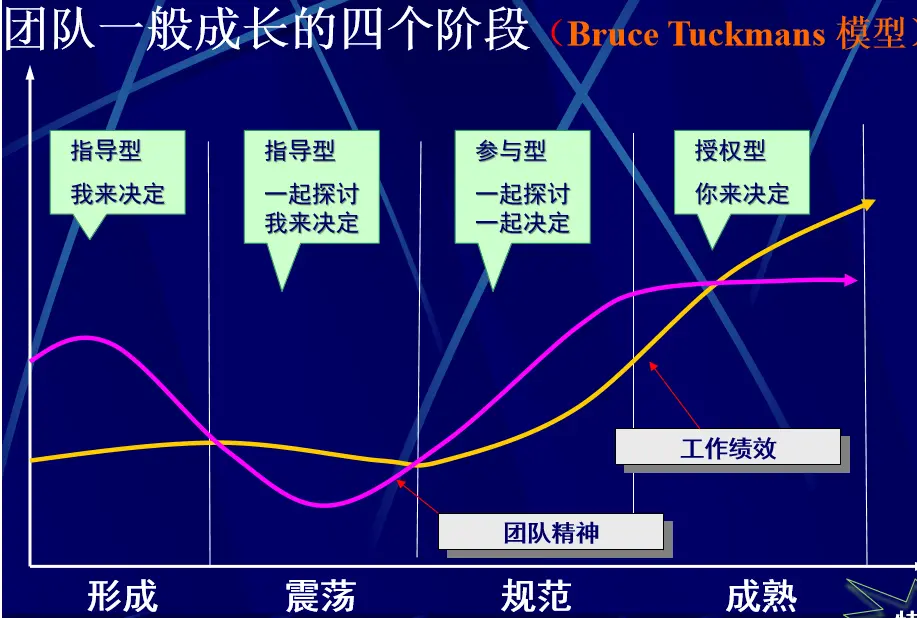 团队一般成长的四个阶段（Bruce Tuckmans 模型）
指导型
我来决定
指导型
一起探讨
我来决定
参与型
一起探讨
一起决定
授权型
你来决定
工作绩效
团队精神
形成
震荡
规范
成熟